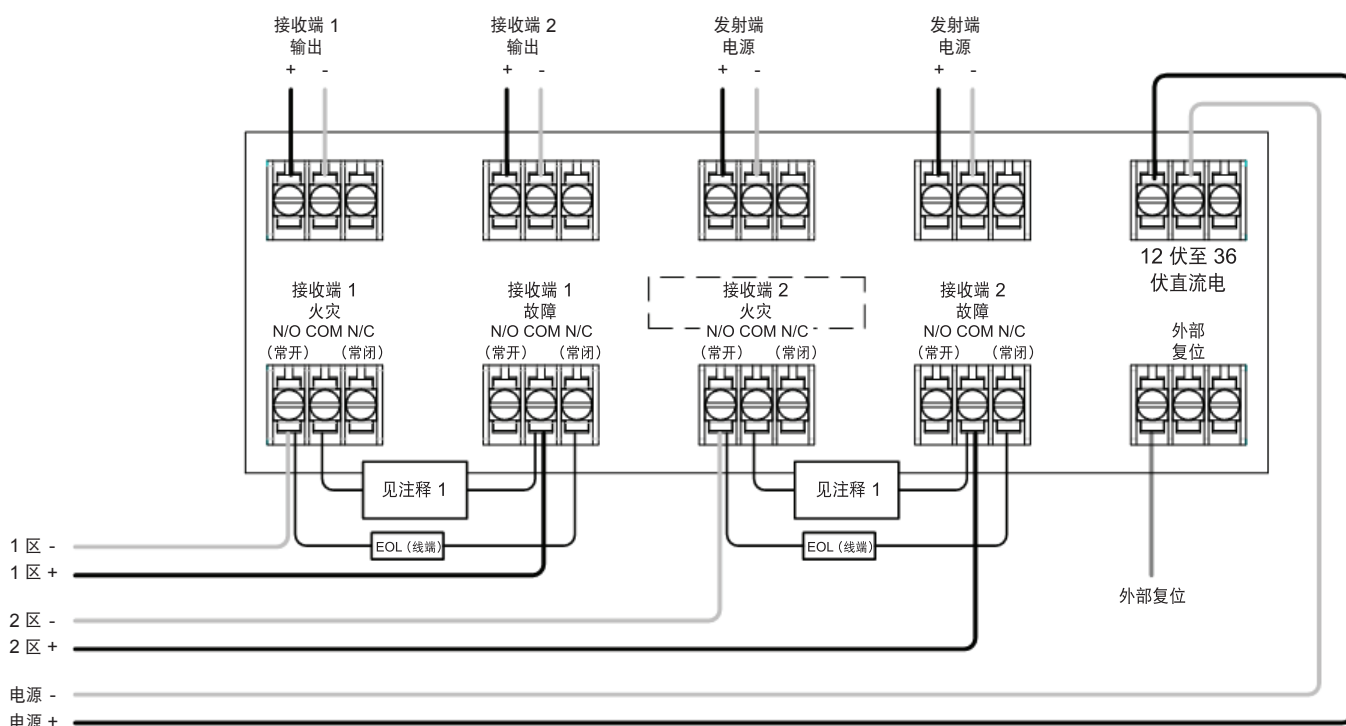 接收端 1
输出
+ -
接收端 2
输出
+ -
发射端
电源
+ -
发射端
电源
+ -
12 伏至 36
伏直流电
接收端 1
火灾
N/O COM N/C
(常开) (常闭)
接收端 1
故障
N/O COM N/C
(常开) (常闭)
接收端 2
火灾
N/O COM N/C
(常开) (常闭)
接收端 2
故障
N/O COM N/C
(常开) (常闭)
外部
复位
见注释 1
见注释 1
EOL (线端)
EOL (线端)
1 区 -
1 区 +
外部复位
2 区 -
2 区 +
电源 -
电源 +